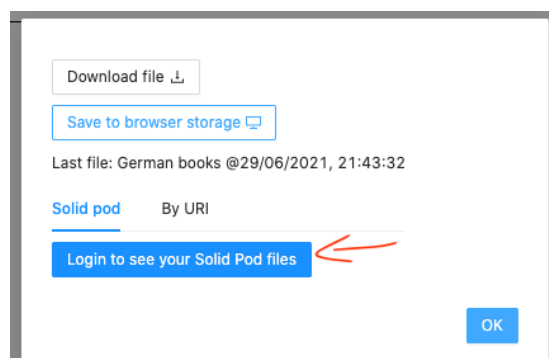 Download file
Save to browser storage
Last file: German books @29/06/2021, 21:43:32
Solid pod By URI
Login to see your Solid Pod files
OK